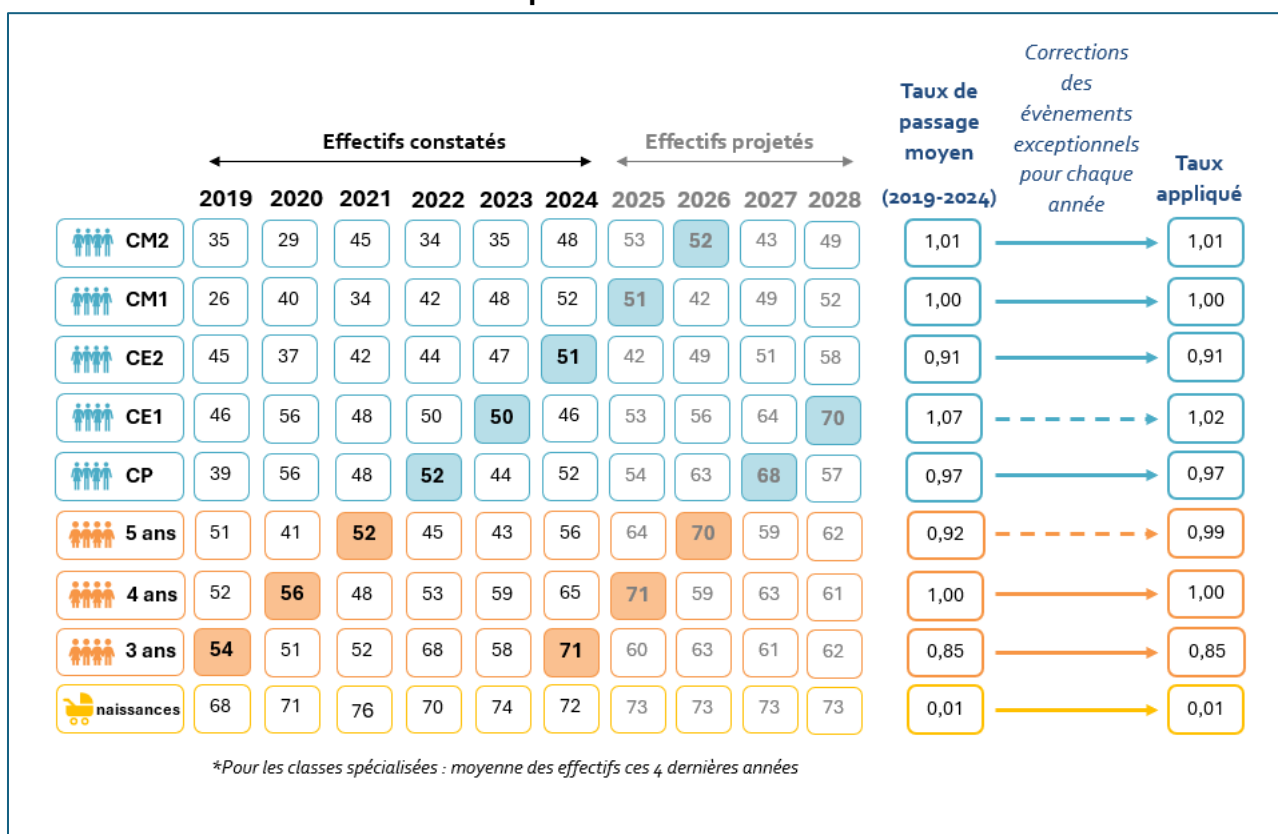 Corrections
des
évènements
exceptionnels
pour chaque
année
Taux de
passage
moyen
(2019-2024)
Taux
appliqué
Effectifs constatés Effectifs projetés
2019 2020 2021 2022 2023 2024 2025 2026 2027 2028
CM2 35 29 45 34 35 48 53 52 43 49 1,01 1,01
CM1 26 40 34 42 48 52 51 42 49 52 1,00 1,00
CE2 45 37 42 44 47 51 42 49 51 58 0,91 0,91
CE1 46 56 48 50 50 46 53 56 64 70 1,07 1,02
CP 39 56 48 52 44 52 54 63 68 57 0,97 0,97
5 ans 51 41 52 45 43 56 64 70 59 62 0,92 0,99
4 ans 52 56 48 53 59 65 71 59 63 61 1,00 1,00
3 ans 54 51 52 68 58 71 60 63 61 62 0,85 0,85
naissances 68 71 76 70 74 72 73 73 73 73 0,01 0,01
*Pour les classes spécialisées : moyenne des effectifs ces 4 dernières années